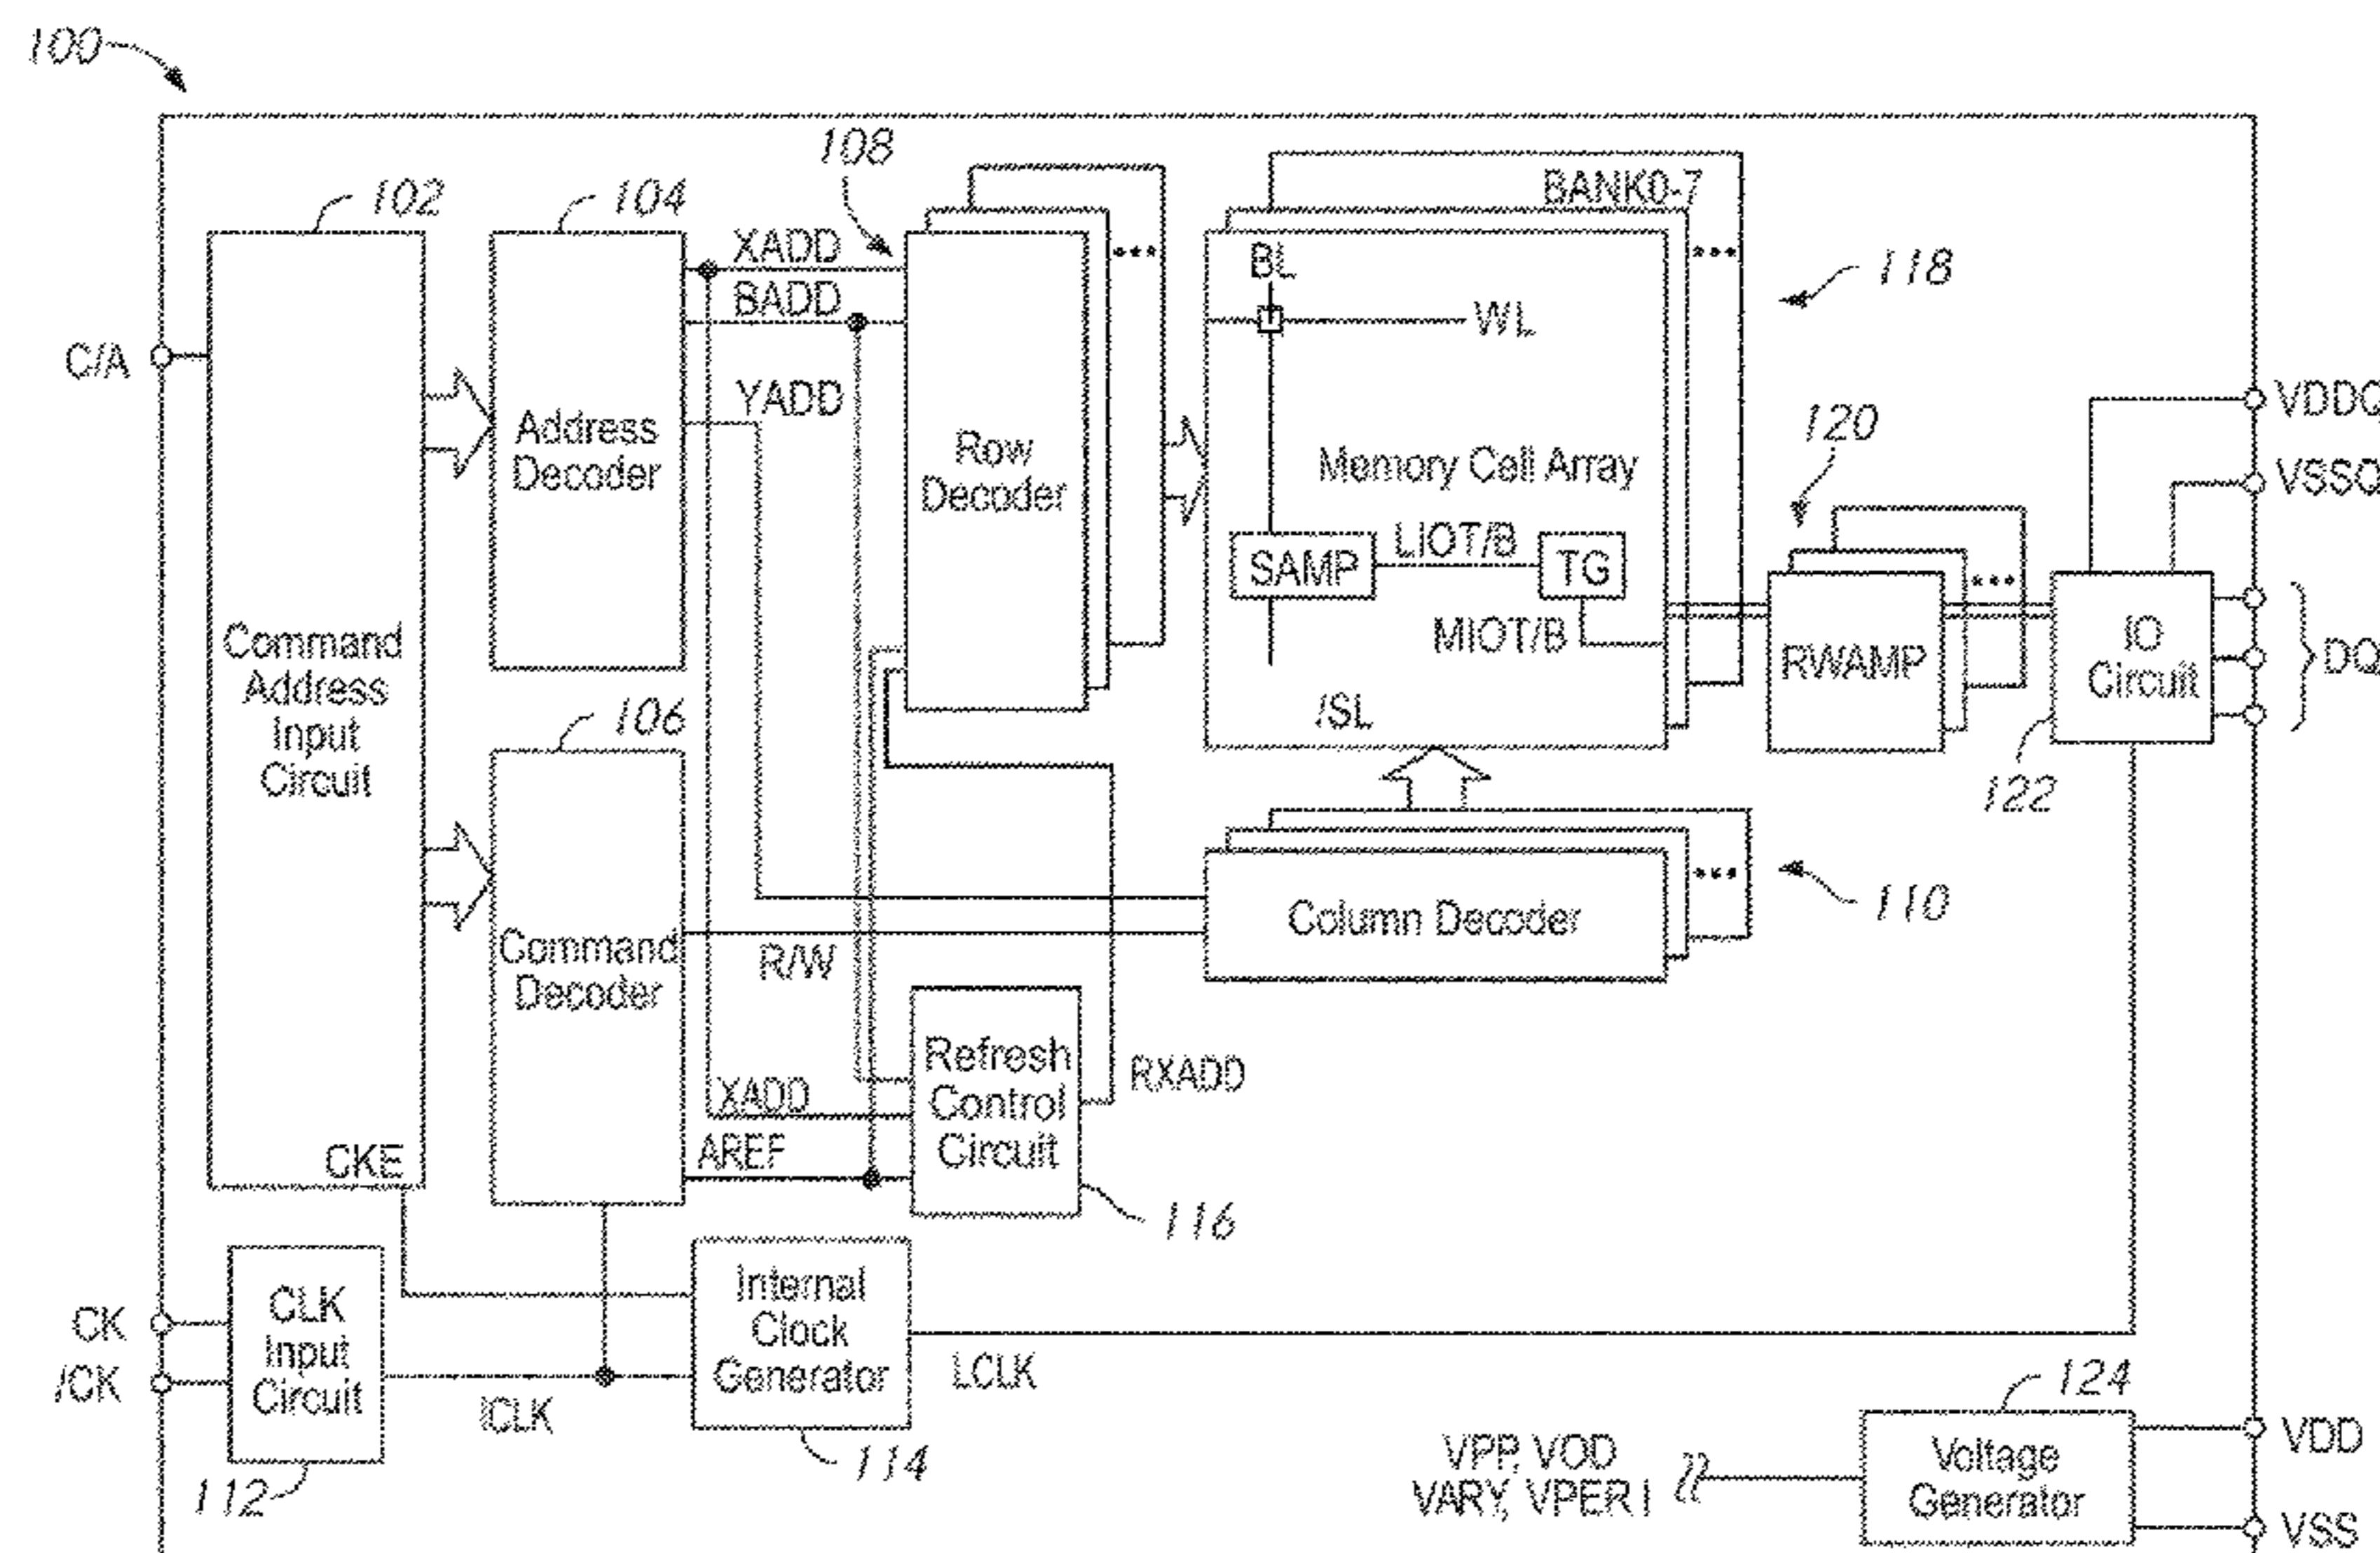 100
108
102
104
XADD
BADD
YADD
BANK0-7
BL
WL
118
C/A
VDDQ
VSSQ
120
Address
Decoder
Row
Decoder
Memory Cell Array
SAMP
LIOT/B
TG
MIOT/B
/SL
RWAMP
IO
Circuit
DQ
122
Command
Address
Input
Circuit
CKE
106
Command
Decoder
R/W
Column Decoder
110
XADD
AREF
Refresh
Control
Circuit
RXADD
116
CK
/CK
CLK
Input
Circuit
112
ICLK
Internal
Clock
Generator
114
LCLK
VPP, VOD
VARY, VPER I
124
Voltage
Generator
VDD
VSS